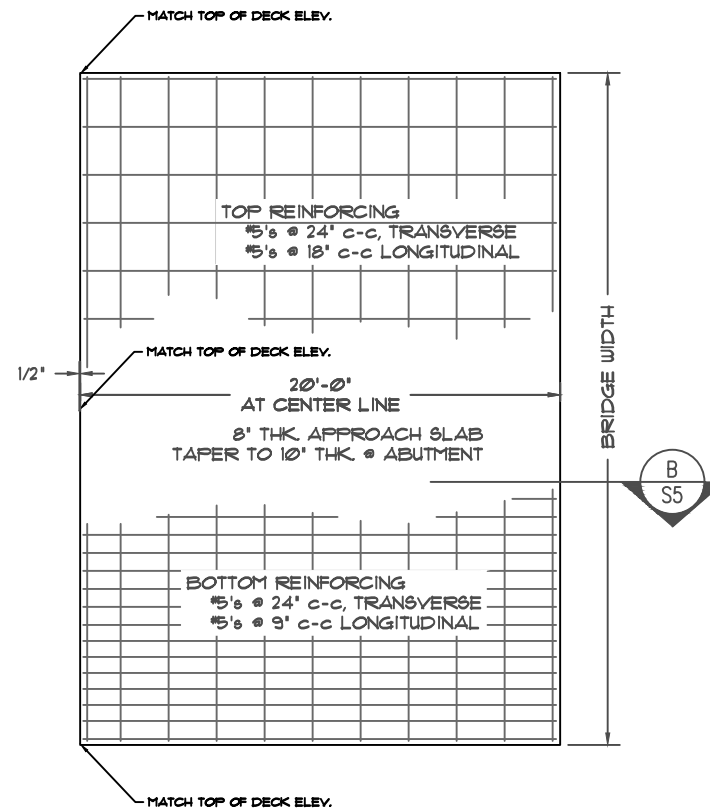 MATCH TOP OF DECK ELEV.
TOP REINFORCING
#5's @ 24" c-c, TRANSVERSE
#5's @ 18" c-c LONGITUDINAL
MATCH TOP OF DECK ELEV.
1/2"
20'-0"
AT CENTER LINE
8" THK. APPROACH SLAB
TAPER TO 10" THK. @ ABUTMENT
BRIDGE WIDTH
B
S5
BOTTOM REINFORCING
#5's @ 24" c-c, TRANSVERSE
#5's @ 9" c-c LONGITUDINAL
MATCH TOP OF DECK ELEV.